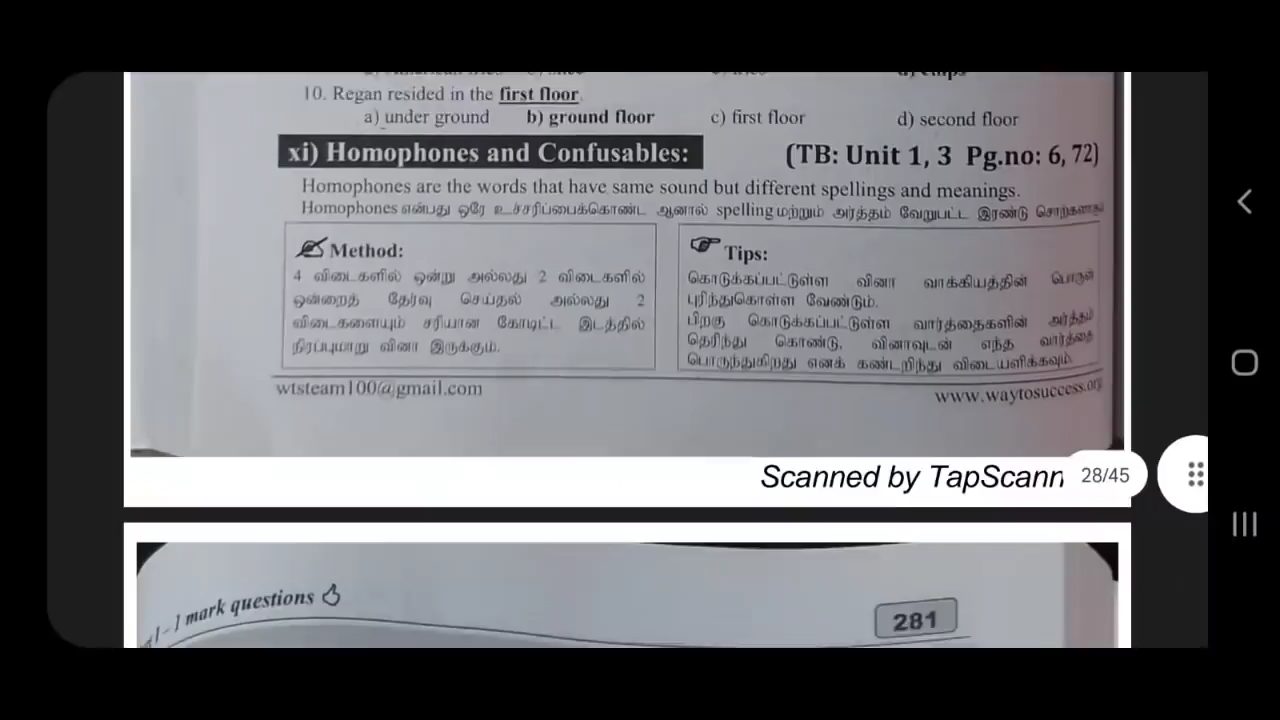 10. Regan resided in the first floor.
a) under ground b) ground floor c) first floor d) second floor
xi) Homophones and Confusables: (TB: Unit 1, 3 Pg.no: 6, 72)
Homophones are the words that have same sound but different spellings and meanings.
Homophones என்பது ஒரே உச்சரிப்பைக்கொண்ட ஆனால் spelling மற்றும் அர்த்தம் வேறுபட்ட இரண்டு
Method:
4 விடைகளில் ஒன்று அல்லது 2 விடைகளில்
ஒன்றைத் தேர்வு செய்தல் அல்லது 2
விடைகளையும் சரியான கோடிட்ட இடத்தில்
நிரப்புமாறு வினா இருக்கும்.
Tips:
கொடுக்கப்பட்டுள்ள வினா வாக்கியத்தின் பொருள்
புரிந்துகொள்ள வேண்டும்.
பிறகு கொடுக்கப்பட்டுள்ள வார்த்தைகளின் அர்த்தம்
தெரிந்து கொண்டு, வினாவுடன் எந்த வார்த்தை
பொருந்துகிறது எனக் கண்டறிந்து விடையளிக்கவும்.
wtsteam100@gmail.com www.waytosuccess.org
Scanned by TapScann
28/45
1 - 1 mark questions
281